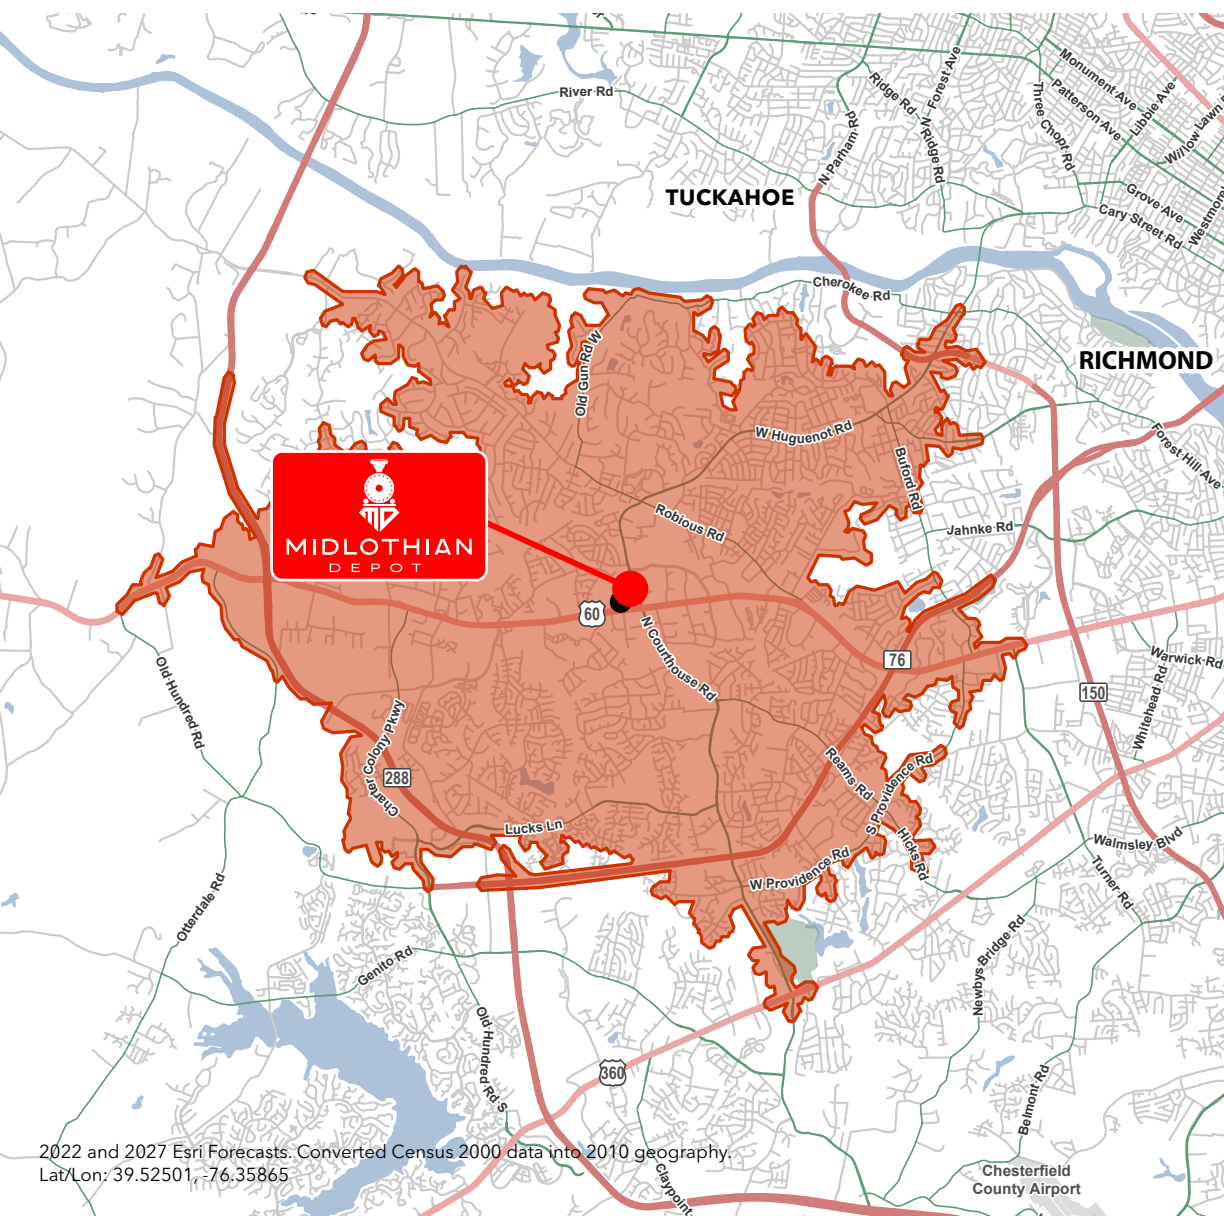 River Rd
Ridge Rd
N Forest Ave
Monument Ave
Patterson Ave
Libbie Ave
Willow Lawn
Three Chopt Rd
N Parham Rd
N Ridge Rd
TUCKAHOE
Grove Ave
Cary Street Rd
Cherokee Rd
RICHMOND
Old Gun Rd W
W Huguenot Rd
Buford Rd
Forest Hill Ave
MD
MIDLOTHIAN
DEPOT
Robious Rd
Jahnke Rd
60
N Courthouse Rd
76
Warwick Rd
Whitehead Rd
150
Old Hundred Rd
Charter Colony Pkwy
288
Reams Rd
S Providence Rd
Lucks Ln
Hicks Rd
Walmsley Blvd
W Providence Rd
Turner Rd
Otterdale Rd
Genito Rd
Newbys Bridge Rd
Old Hundred Rd S
360
Belmont Rd
2022 and 2027 Esri Forecasts. Converted Census 2000 data into 2010 geography.
Lat/Lon: 39.52501, -76.35865
Claypoint
Chesterfield
County Airport